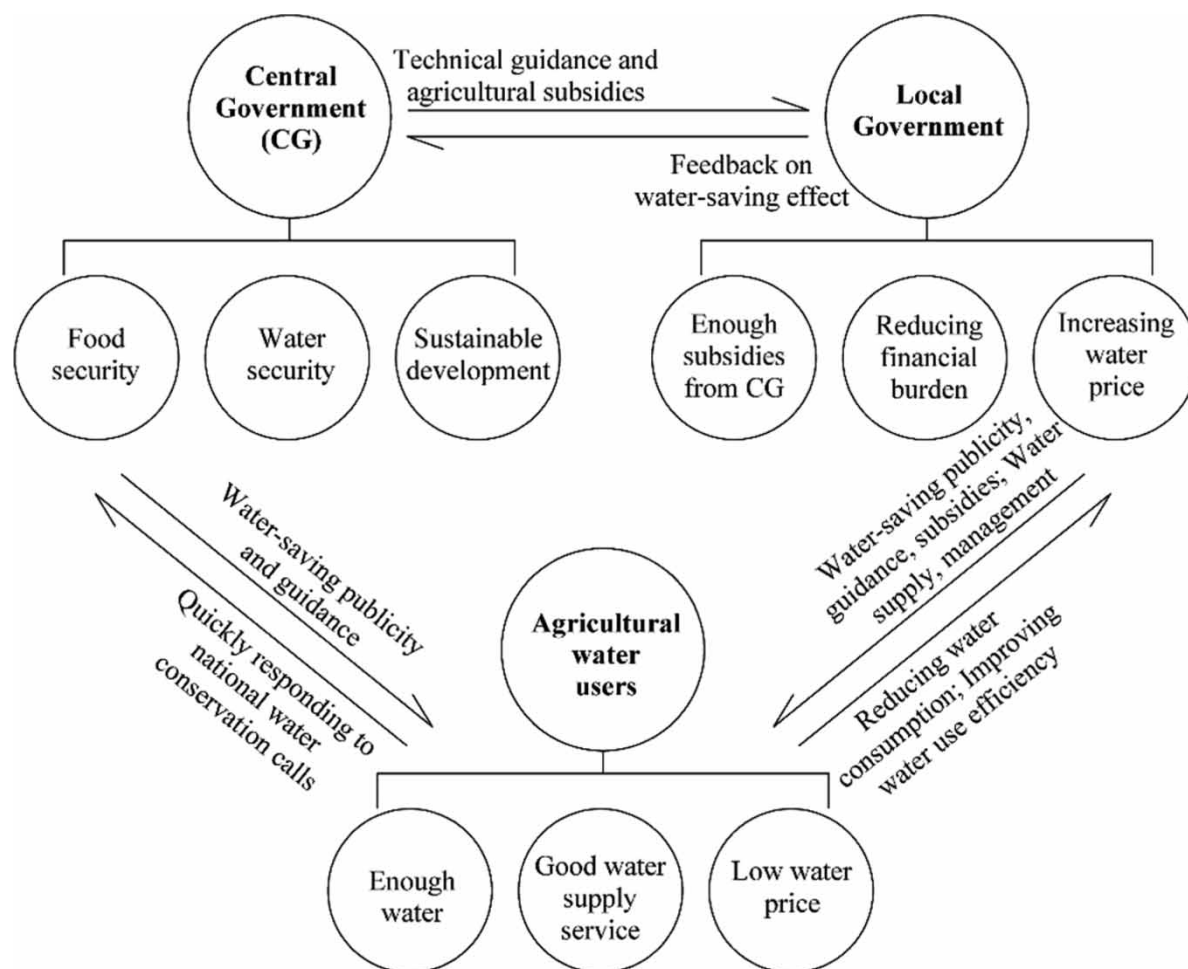 Central
Government
(CG)
Technical guidance and
agricultural subsidies
Local
Government
Feedback on
water-saving effect
Food
security
Water
security
Sustainable
development
Enough
subsidies
from CG
Reducing
financial
burden
Increasing
water
price
Water-saving publicity
and guidance
Quickly responding to
national water
conservation calls
Water-saving publicity,
guidance, subsidies; Water
supply, management
Reducing water
consumption; Improving
water use efficiency
Agricultural
water
users
Enough
water
Good water
supply
service
Low water
price